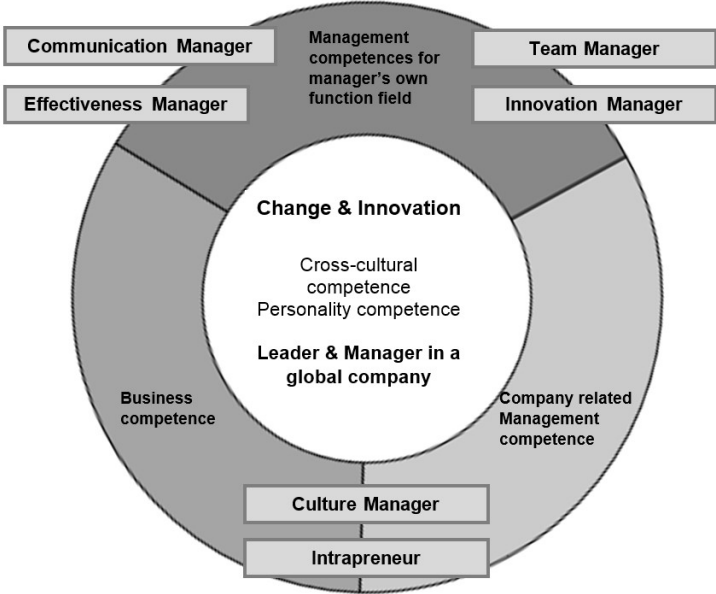 Communication Manager
Management
competences for
manager's own
function field
Team Manager
Effectiveness Manager
Innovation Manager
Change & Innovation
Cross-cultural
competence
Personality competence
Leader & Manager in a
global company
Business
competence
Company related
Management
competence
Culture Manager
Intrapreneur